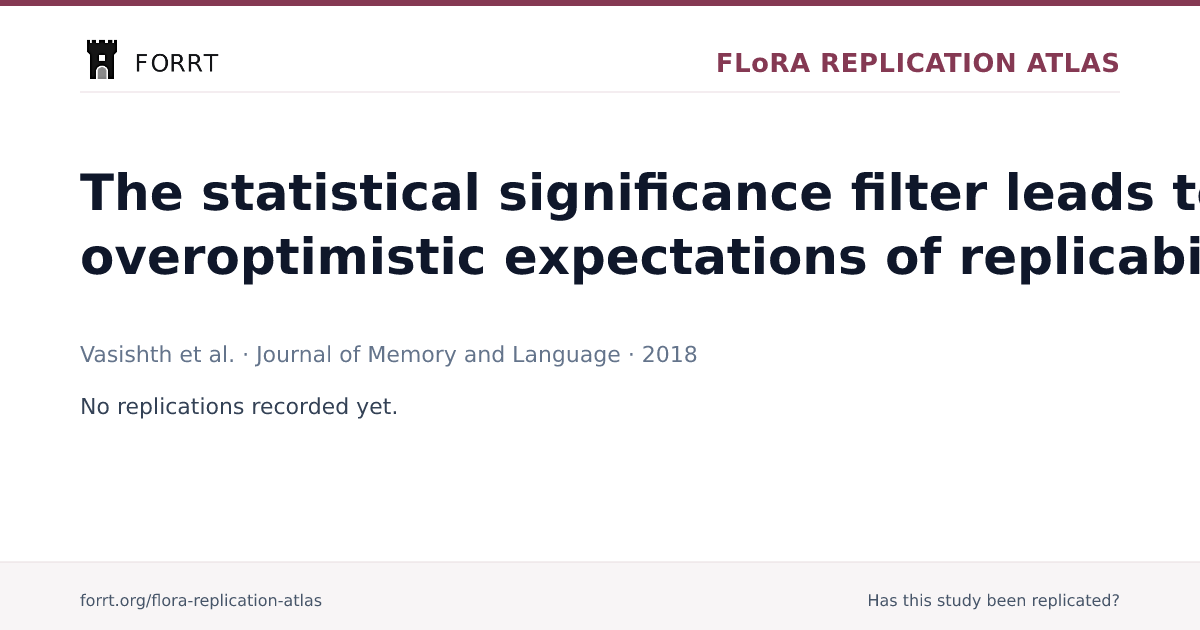 FORRT
FLoRA REPLICATION ATLAS
The statistical significance filter leads
overoptimistic expectations of
Vasishth et al. · Journal of Memory and Language · 2018
No replications recorded yet.
forrt.org/flora-replication-atlas
Has this study been replicated?